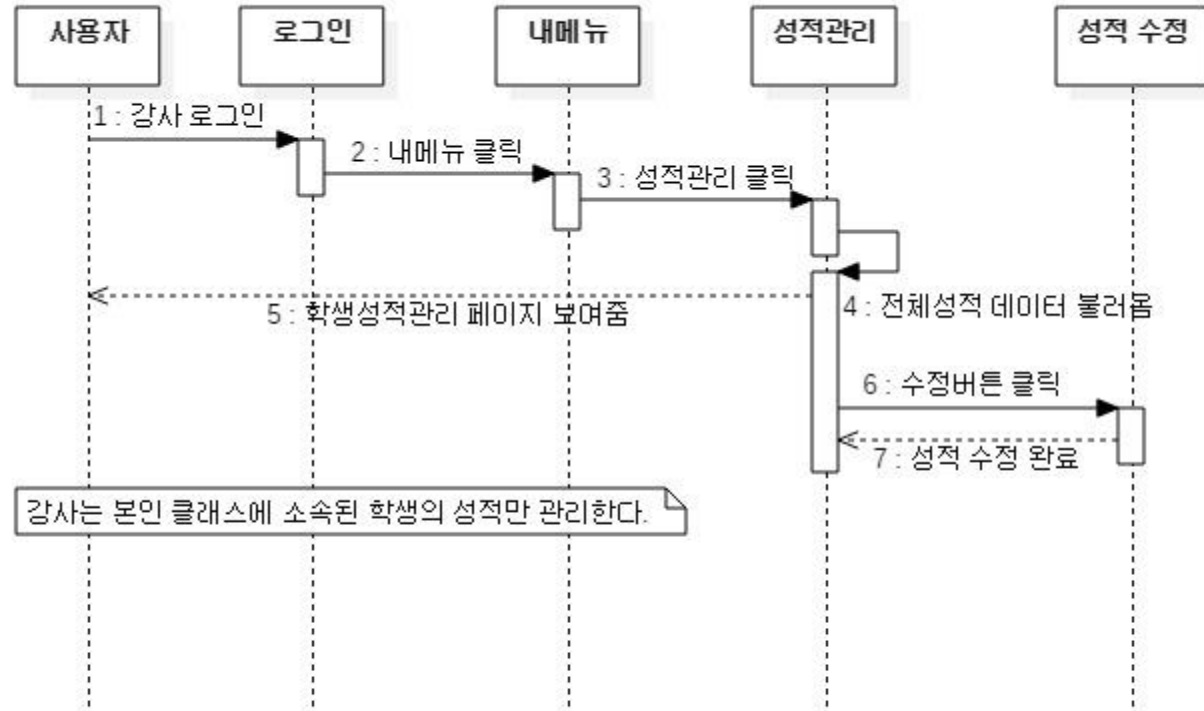 사용자
로그인
내메뉴
성적관리
성적 수정
1 : 강사 로그인
2 : 내메뉴 클릭
3 : 성적관리 클릭
4 : 전체성적 데이터 불러옴
5 : 학생성적관리 페이지 보여줌
6 : 수정버튼 클릭
7 : 성적 수정 완료
강사는 본인 클래스에 소속된 학생의 성적만 관리한다.